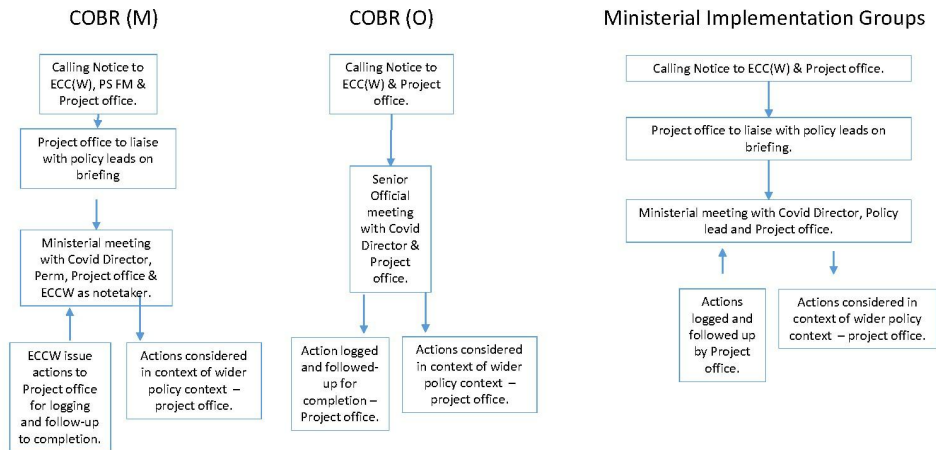 COBR (M)
Calling Notice to
ECC(W), PS FM &
Project office.
Project office to liaise
with policy leads on
briefing
Ministerial meeting
with Covid Director,
Perm, Project office &
ECCW as notetaker.
ECCW issue
actions to
Project office
for logging
and follow-up
to completion.
Actions considered
in context of wider
policy context –
project office.
COBR (O)
Calling Notice to
ECC(W) & Project
office.
Senior
Official
meeting
with Covid
Director &
Project
office.
Action logged
and followed-
up for
completion –
Project office.
Actions considered
in context of wider
policy context –
project office.
Ministerial Implementation Groups
Calling Notice to ECC(W) & Project office.
Project office to liaise with policy leads on
briefing.
Ministerial meeting with Covid Director, Policy
lead and Project office.
Actions
logged and
followed up
by Project
office.
Actions considered in
context of wider policy
context – project office.